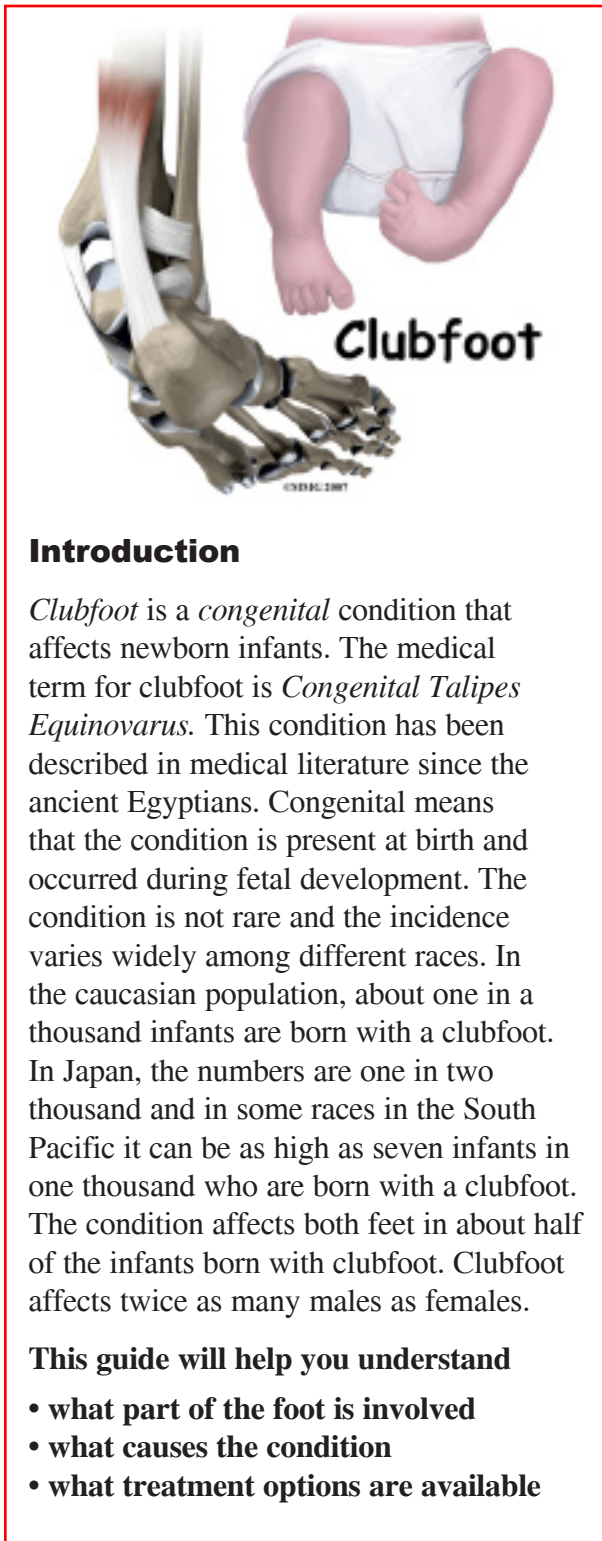 Clubfoot
Introduction
Clubfoot is a congenital condition that
affects newborn infants. The medical
term for clubfoot is Congenital Talipes
Equinovarus. This condition has been
described in medical literature since the
ancient Egyptians. Congenital means
that the condition is present at birth and
occurred during fetal development. The
condition is not rare and the incidence
varies widely among different races. In
the caucasian population, about one in a
thousand infants are born with a clubfoot.
In Japan, the numbers are one in two
thousand and in some races in the South
Pacific it can be as high as seven infants in
one thousand who are born with a clubfoot.
The condition affects both feet in about half
of the infants born with clubfoot. Clubfoot
affects twice as many males as females.
This guide will help you understand
• what part of the foot is involved
• what causes the condition
• what treatment options are available